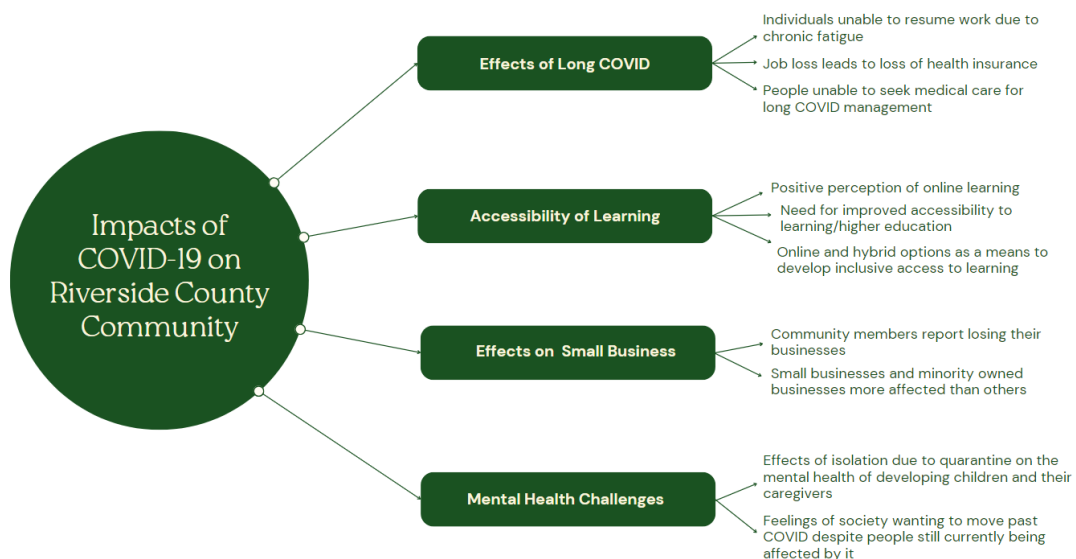 Impacts of
COVID-19 on
Riverside County
Community
Effects of Long COVID
Individuals unable to resume work due to
chronic fatigue
Job loss leads to loss of health insurance
People unable to seek medical care for
long COVID management
Accessibility of Learning
Positive perception of online learning
Need for improved accessibility to
learning/higher education
Online and hybrid options as a means to
develop inclusive access to learning
Effects on Small Business
Community members report losing their
businesses
Small businesses and minority owned
businesses more affected than others
Mental Health Challenges
Effects of isolation due to quarantine on the
mental health of developing children and their
caregivers
Feelings of society wanting to move past
COVID despite people still currently being
affected by it